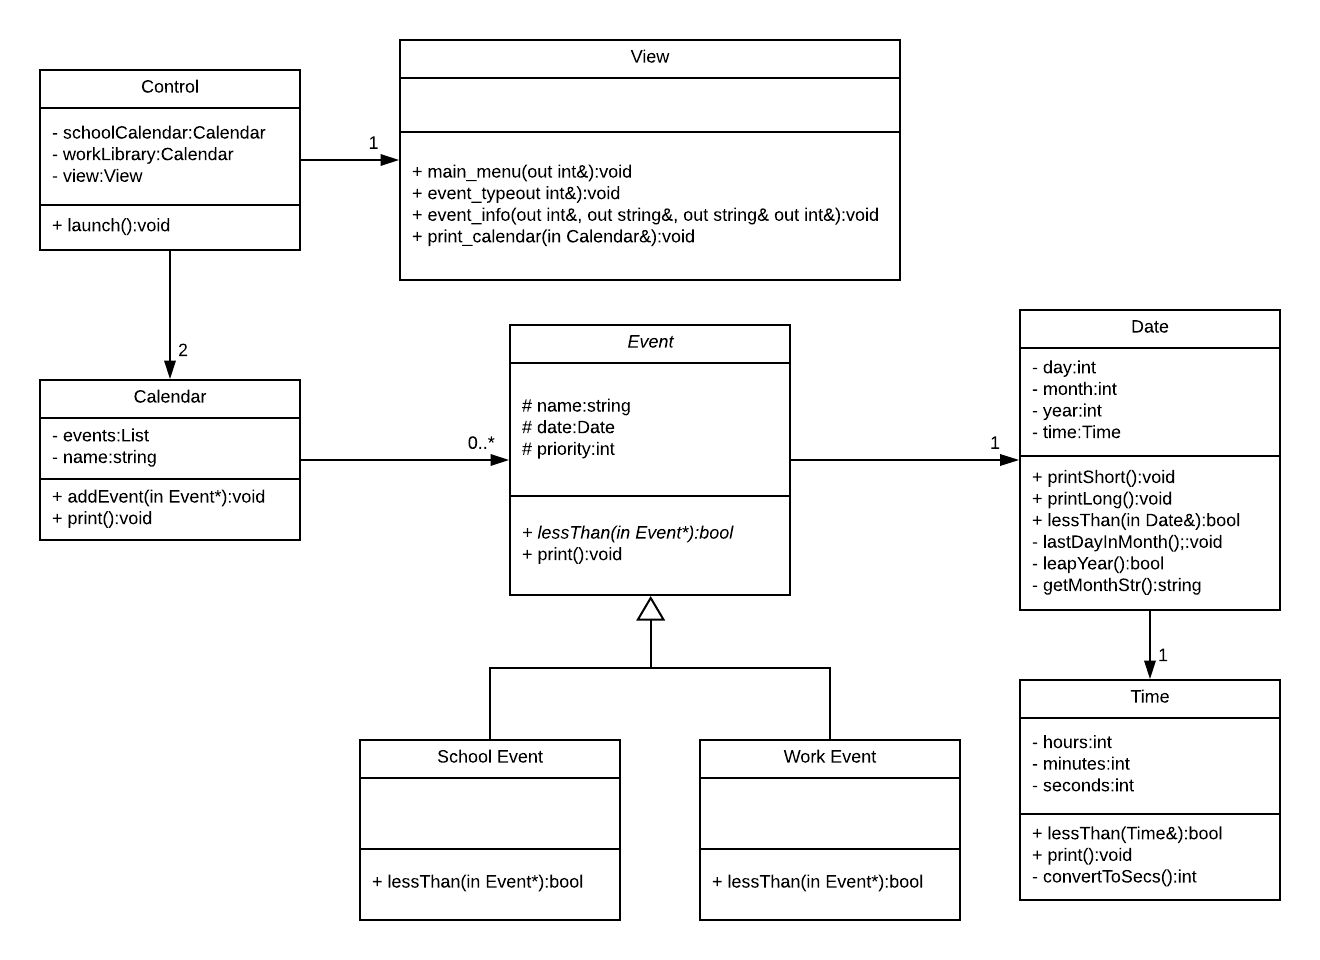 Control
- schoolCalendar:Calendar
- workLibrary:Calendar
- view:View
+ launch():void
1
View
+ main_menu(out int&):void
+ event_typeout int&):void
+ event_info(out int&, out string&, out string& out int&):void
+ print_calendar(in Calendar&):void
2
Calendar
- events:List
- name:string
+ addEvent(in Event*):void
+ print():void
0..*
Event
# name:string
# date:Date
# priority:int
+ lessThan(in Event*):bool
+ print():void
1
Date
- day:int
- month:int
- year:int
- time:Time
+ printShort():void
+ printLong():void
+ lessThan(in Date&):bool
- lastDayInMonth();:void
- leapYear():bool
- getMonthStr():string
1
Time
- hours:int
- minutes:int
- seconds:int
+ lessThan(Time&):bool
+ print():void
- convertToSecs():int
School Event
+ lessThan(in Event*):bool
Work Event
+ lessThan(in Event*):bool